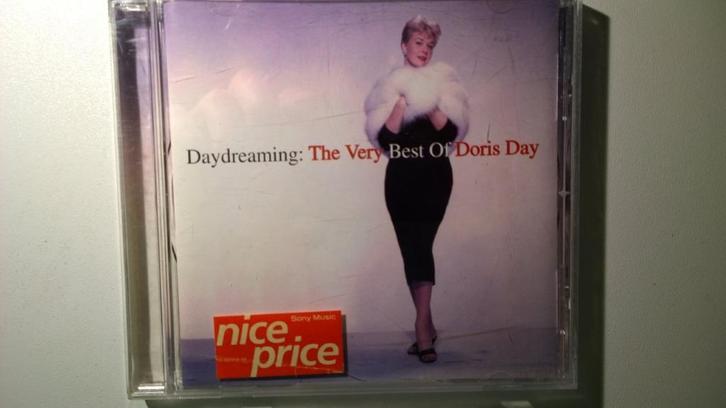 Daydreaming: The Very Best Of Doris Day
Sony Music
nice
price